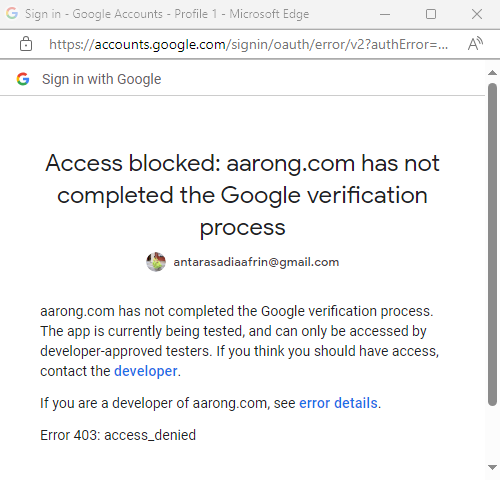 Sign in - Google Accounts - Profile 1 - Microsoft Edge
https://accounts.google.com/signin/oauth/error/v2?authError=...
Sign in with Google
Access blocked: aarong.com has not
completed the Google verification
process
antarasadiaafrin@gmail.com
aarong.com has not completed the Google verification process.
The app is currently being tested, and can only be accessed by
developer-approved testers. If you think you should have access,
contact the developer.
If you are a developer of aarong.com, see error details.
Error 403: access_denied